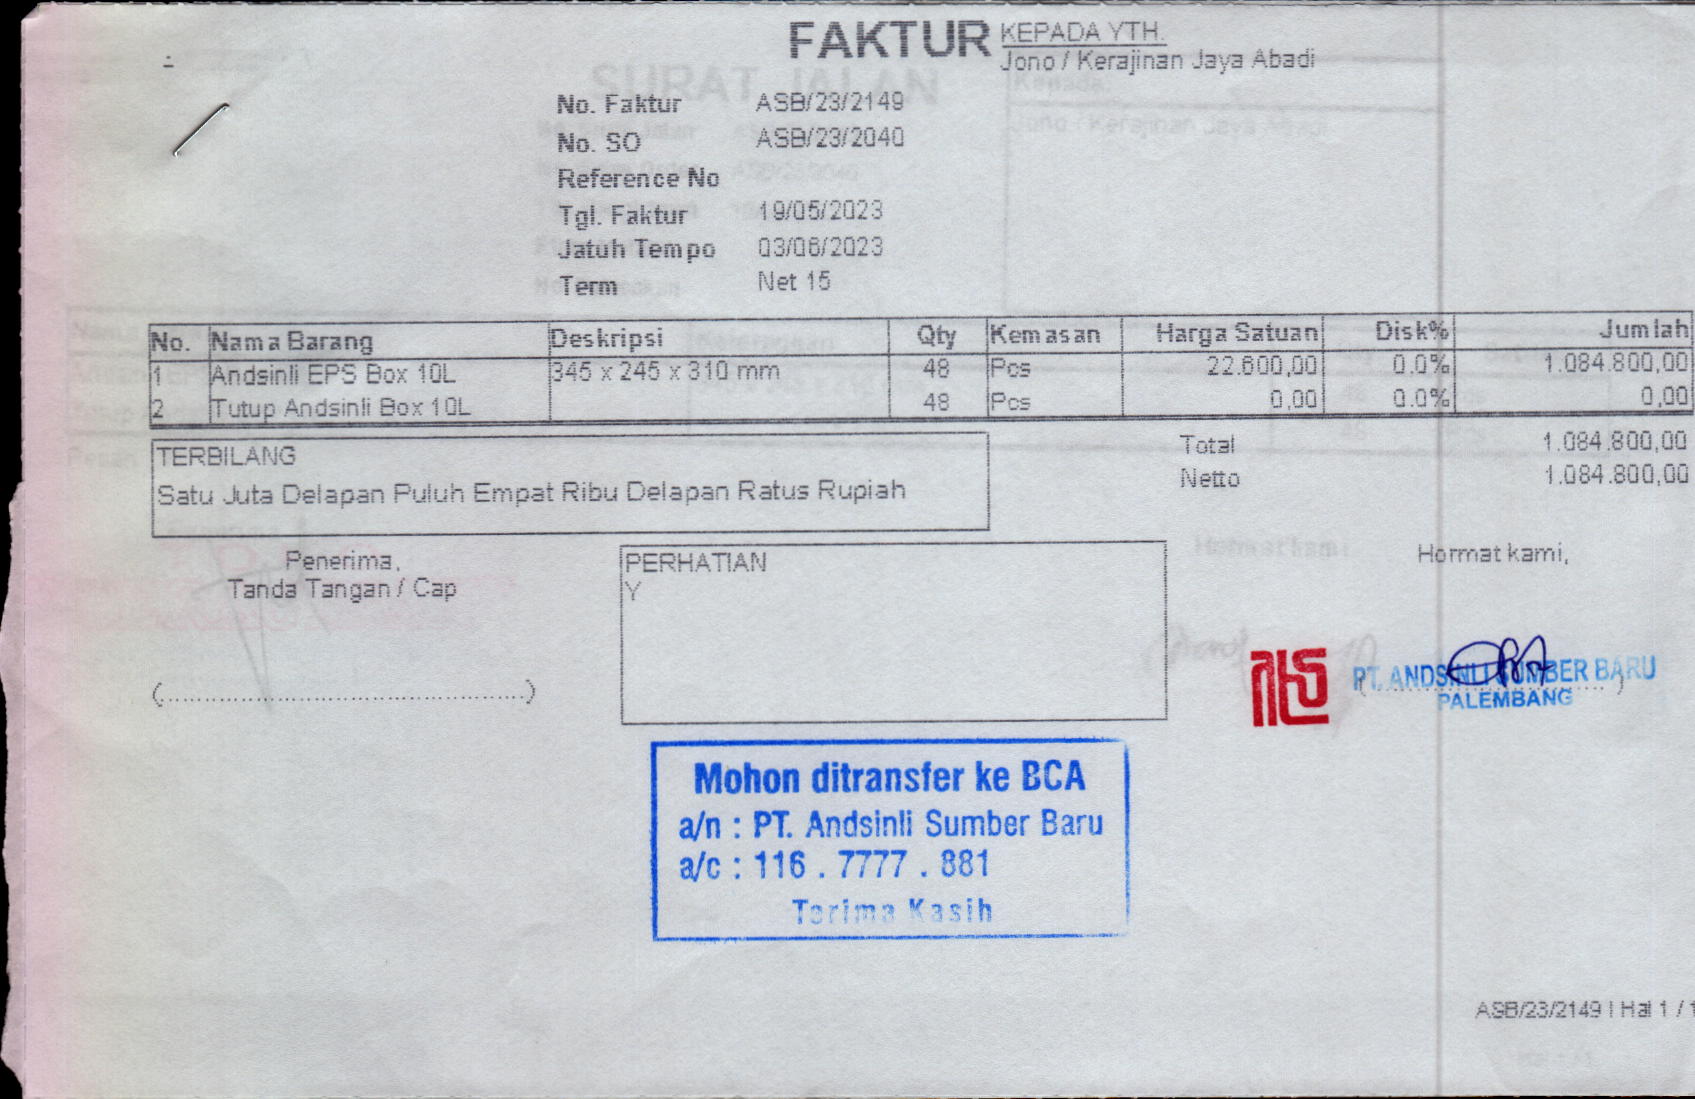 FAKTUR
KEPADA YTH.
Jono / Kerajinan Jaya Abadi
No. Faktur ASB/23/2149
No. SO ASB/23/2040
Reference No
Tgl. Faktur 19/05/2023
Jatuh Tempo 03/06/2023
Term Net 15
No. Nama Barang Deskripsi Qty Kemasan Harga Satuan Disk% Jumlah
1 Andsinli EPS Box 10L 345 x 245 x 310 mm 48 Pcs 22.600,00 0.0% 1.084.800,00
2 Tutup Andsinli Box 10L 48 Pcs 0,00 0.0% 0,00
TERBILANG
Satu Juta Delapan Puluh Empat Ribu Delapan Ratus Rupiah
Total 1.084.800,00
Netto 1.084.800,00
Penerima,
Tanda Tangan / Cap
(....................................................)
PERHATIAN
Y
Hormat kami,
PT. ANDSINLI SUMBER BARU
PALEMBANG
Mohon ditransfer ke BCA
a/n : PT. Andsinli Sumber Baru
a/c : 116 . 7777 . 881
Terima Kasih
ASB/23/2149 | Hal 1 / 1